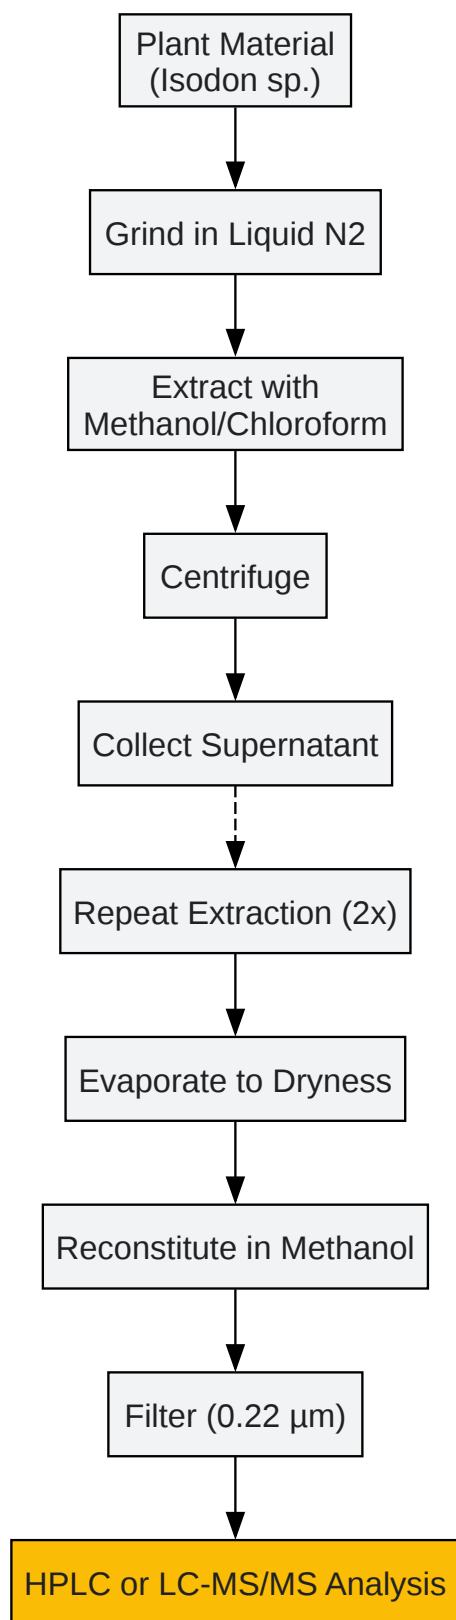 Plant Material
(Isodon sp.)
Grind in Liquid N2
Extract with
Methanol/Chloroform
Centrifuge
Collect Supernatant
Repeat Extraction (2x)
Evaporate to Dryness
Reconstitute in Methanol
Filter (0.22 µm)
HPLC or LC-MS/MS Analysis